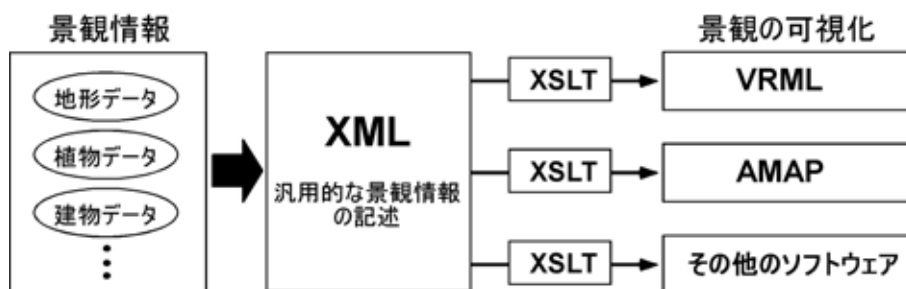 景観情報
地形データ
植物データ
建物データ
XML
汎用的な景観情報
の記述
XSLT
XSLT
XSLT
景観の可視化
VRML
AMAP
その他のソフトウェア